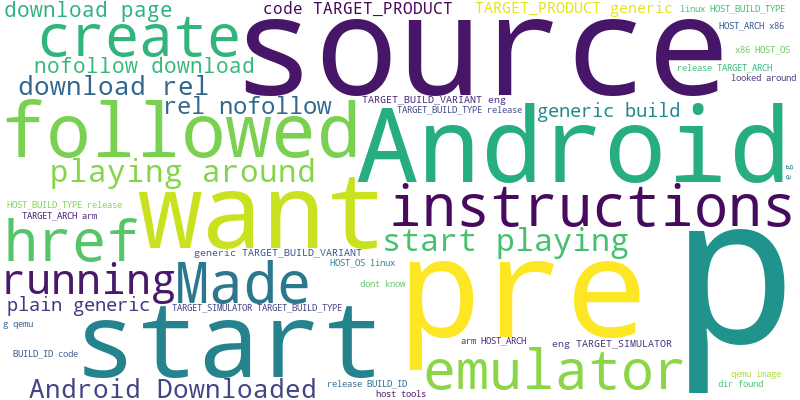 download page
code TARGET_PRODUCT
TARGET_PRODUCT generic
linux HOST_BUILD_TYPE
create
source
HOST_ARCH x86
x86 HOST_OS
nofollow download
release TARGET_ARCH
looked around
download rel
rel nofollow
TARGET_BUILD_VARIANT eng
TARGET_BUILD_TYPE release
generic build
followed
Android
playing around
e g
want
instructions
HOST_BUILD_TYPE release
TARGET_ARCH arm
href
start playing
generic TARGET_BUILD_VARIANT
HOST_OS linux
running
Made
pre
p
dont know
plain generic
TARGET_SIMULATOR TARGET_BUILD_TYPE
start
g qemu
arm HOST_ARCH
eng TARGET_SIMULATOR
BUILD_ID code
emulator
qemu image
Android Downloaded
release BUILD_ID
dir found
host tools